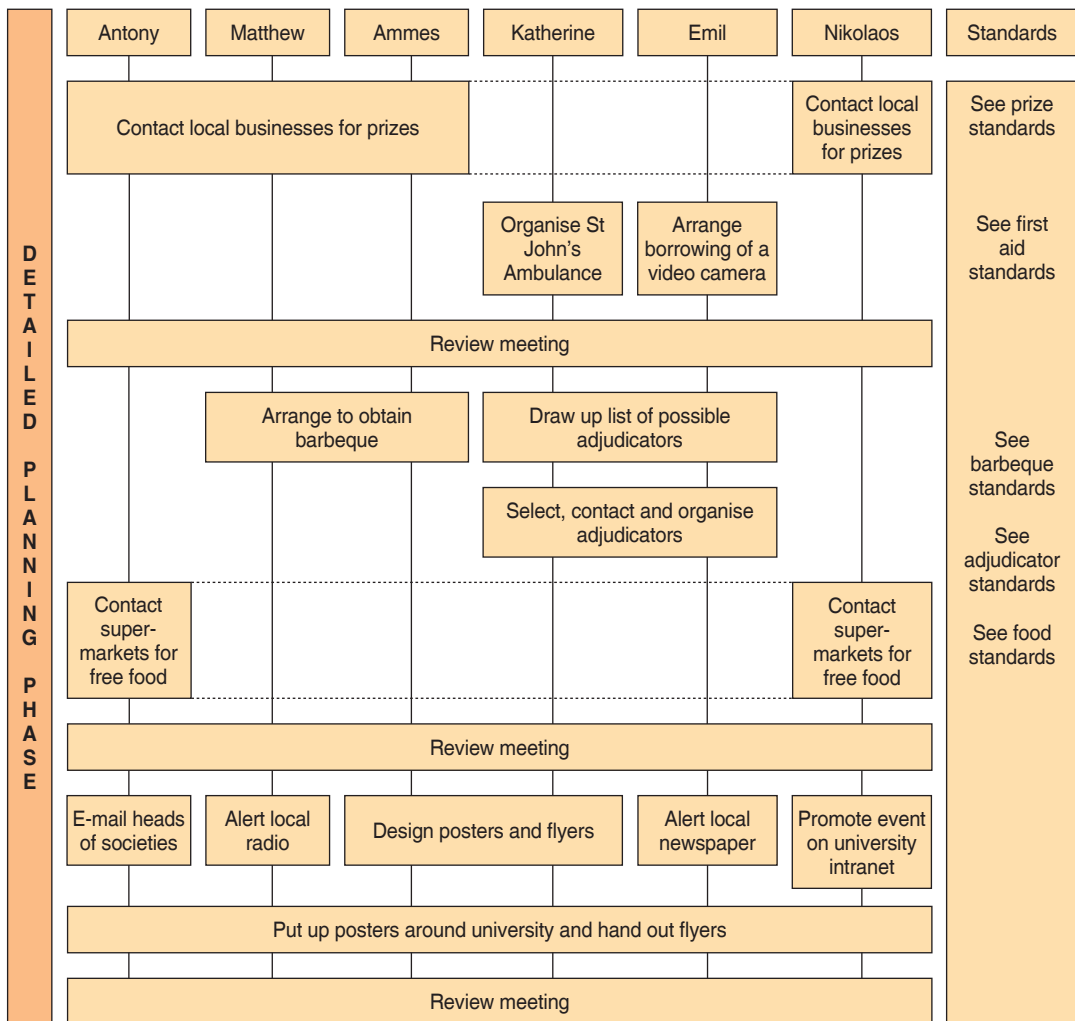 Antony
Matthew
Ammes
Katherine
Emil
Nikolaos
Standards
DETAILED PLANNING PHASE
Contact local businesses for prizes
Contact local
businesses
for prizes
See prize
standards
Organise St
John's
Ambulance
Arrange
borrowing of a
video camera
See first
aid
standards
Review meeting
Arrange to obtain
barbeque
Draw up list of possible
adjudicators
See
barbeque
standards
Select, contact and organise
adjudicators
See
adjudicator
standards
Contact
super-
markets for
free food
Contact
super-
markets for
free food
See food
standards
Review meeting
E-mail heads
of societies
Alert local
radio
Design posters and flyers
Alert local
newspaper
Promote event
on university
intranet
Put up posters around university and hand out flyers
Review meeting